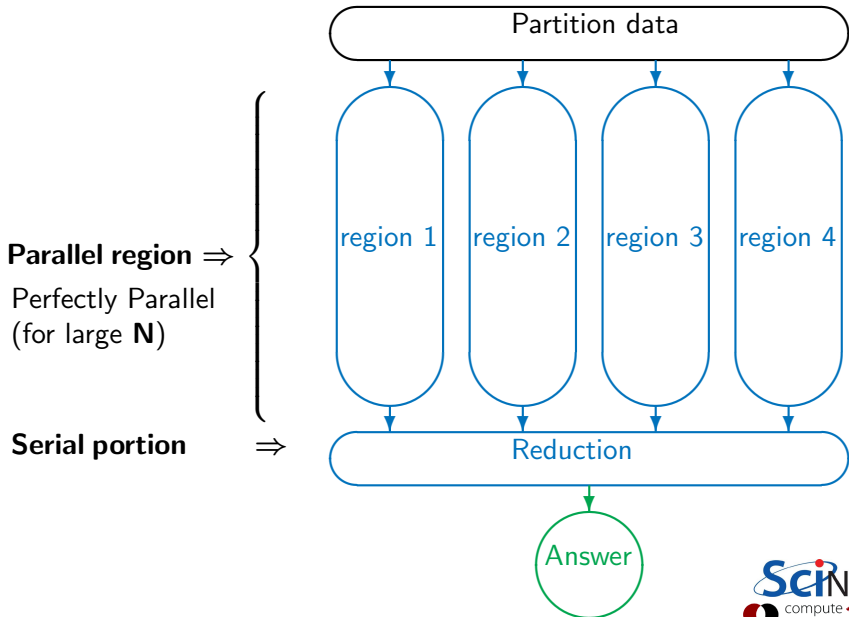 Partition data
region 1 region 2 region 3 region 4
Parallel region ⇒
Perfectly Parallel
(for large N)
Serial portion ⇒
Reduction
Answer
SciN
compute